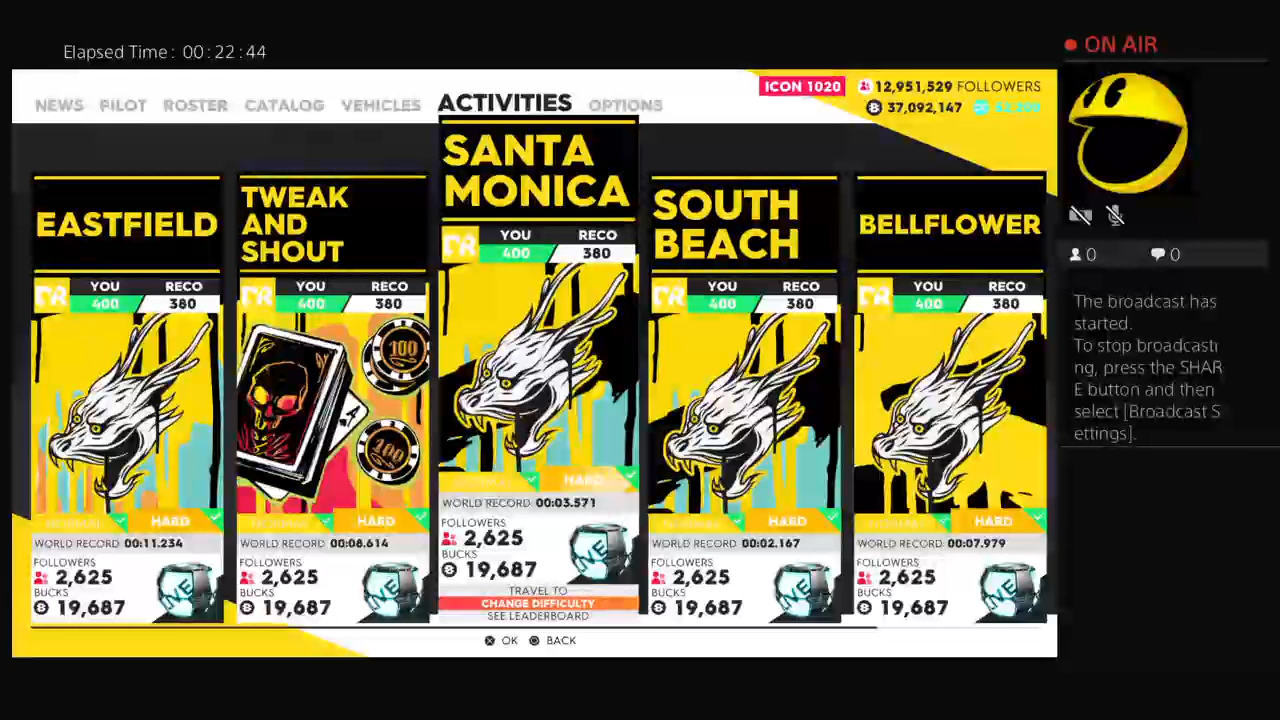 Elapsed Time: 00:22:44
ON AIR
NEWS PILOT ROSTER CATALOG VEHICLES ACTIVITIES OPTIONS
ICON 1020
12,951,529 FOLLOWERS
37,092,147
EASTFIELD
YOU RECO
400 380
HARD
WORLD RECORD 00:11.234
FOLLOWERS
2,625
BUCKS
19,687
TWEAK
AND
SHOUT
YOU RECO
400 380
100
100
A
HARD
WORLD RECORD 00:08.614
FOLLOWERS
2,625
BUCKS
19,687
SANTA
MONICA
YOU RECO
400 380
HARD
WORLD RECORD 00:03.571
FOLLOWERS
2,625
BUCKS
19,687
TRAVEL TO
CHANGE DIFFICULTY
SEE LEADERBOARD
SOUTH
BEACH
YOU RECO
400 380
HARD
WORLD RECORD 00:02.167
FOLLOWERS
2,625
BUCKS
19,687
BELLFLOWER
YOU RECO
400 380
HARD
WORLD RECORD 00:07.979
FOLLOWERS
2,625
BUCKS
19,687
OK BACK
0 0
The broadcast has
started.
To stop broadcasti
ng, press the SHAR
E button and then
select [Broadcast S
ettings].